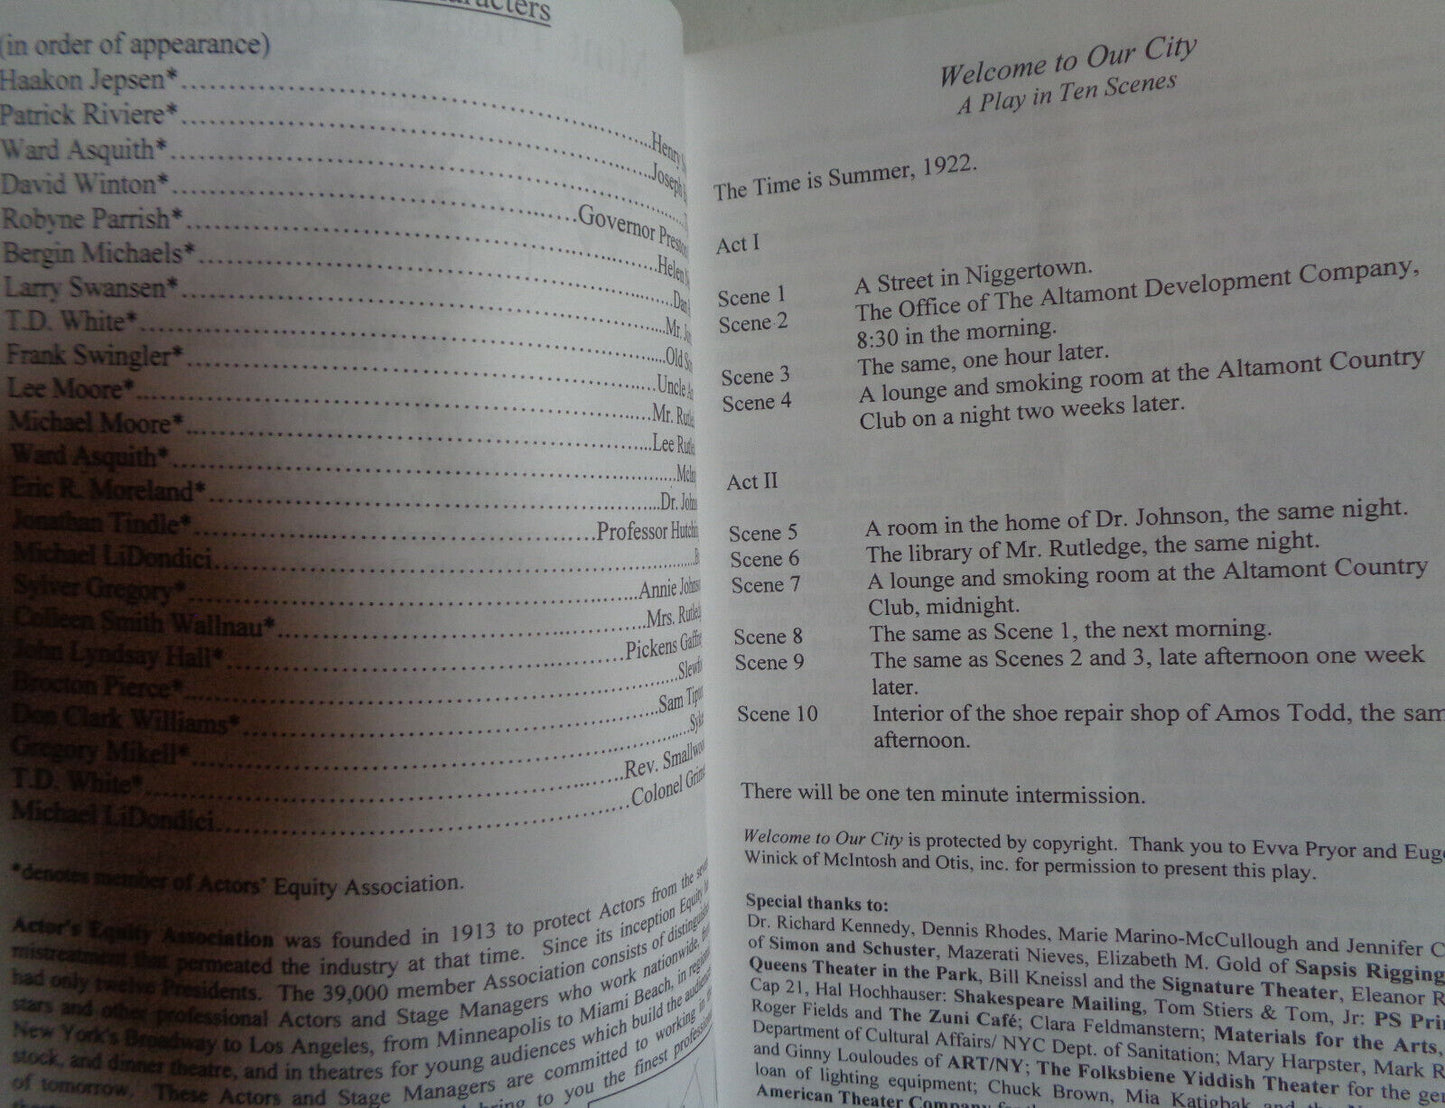 (in order of appearance)
Haakon Jepsen*..........Henry
Patrick Riviere*..........Joseph
Ward Asquith*..........
David Winton*..........Governor Preston
Robyne Parrish*..........Helen
Bergin Michaels*..........Dan
Larry Swansen*..........Mr.
T.D. White*..........Old
Frank Swingler*..........Uncle
Lee Moore*..........Mr.
Michael Moore*..........Lee
Ward Asquith*..........
Eric R. Moreland*..........Dr.
Jonathan Tindle*..........Professor
Michael LiDondici..........
Sylver Gregory*..........Annie
Colleen Smith Wallnau*..........Mrs.
John Lyndsay Hall*..........Pickens
Brocton Pierce*..........
Don Clark Williams*..........Sam
Gregory Mikell*..........
T.D. White*..........Rev.
Michael LiDondici..........Colonel
*denotes member of Actors' Equity Association.
Actor's Equity Association was founded in 1913 to protect Actors from the
mistreatment that permeated the industry at that time. Since its inception Equity
had only twelve Presidents. The 39,000 member Association consists of
stars and other professional Actors and Stage Managers who work nationwide,
New York's Broadway to Los Angeles, from Minneapolis to Miami Beach, in
stock, and dinner theatre, and in theatres for young audiences which build the
of tomorrow. These Actors and Stage Managers are committed to working in
bring to you the finest
Welcome to Our City
A Play in Ten Scenes
The Time is Summer, 1922.
Act I
Scene 1 A Street in Niggertown.
Scene 2 The Office of The Altamont Development Company,
8:30 in the morning.
Scene 3 The same, one hour later.
Scene 4 A lounge and smoking room at the Altamont Country
Club on a night two weeks later.
Act II
Scene 5 A room in the home of Dr. Johnson, the same night.
Scene 6 The library of Mr. Rutledge, the same night.
Scene 7 A lounge and smoking room at the Altamont Country
Club, midnight.
Scene 8 The same as Scene 1, the next morning.
Scene 9 The same as Scenes 2 and 3, late afternoon one week
later.
Scene 10 Interior of the shoe repair shop of Amos Todd, the
afternoon.
There will be one ten minute intermission.
Welcome to Our City is protected by copyright. Thank you to Evva Pryor and
Winick of McIntosh and Otis, inc. for permission to present this play.
Special thanks to:
Dr. Richard Kennedy, Dennis Rhodes, Marie Marino-McCullough and Jennifer
of Simon and Schuster, Mazerati Nieves, Elizabeth M. Gold of Sapsis Rigging
Queens Theater in the Park, Bill Kneissl and the Signature Theater, Eleanor
Cap 21, Hal Hochhauser: Shakespeare Mailing, Tom Stiers & Tom, Jr: PS
Roger Fields and The Zuni Café; Clara Feldmanstern; Materials for the Arts,
Department of Cultural Affairs/ NYC Dept. of Sanitation; Mary Harpster, Mark
and Ginny Louloudes of ART/NY; The Folksbiene Yiddish Theater for the
loan of lighting equipment; Chuck Brown, Mia Katigbak and
American Theater Company